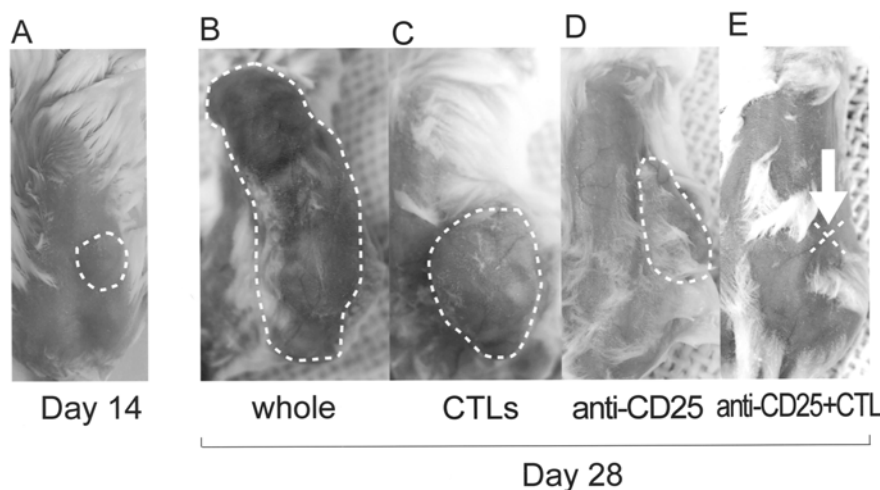 A
B
C
D
E
Day 14
whole
CTLs
anti-CD25
anti-CD25+CTL
Day 28